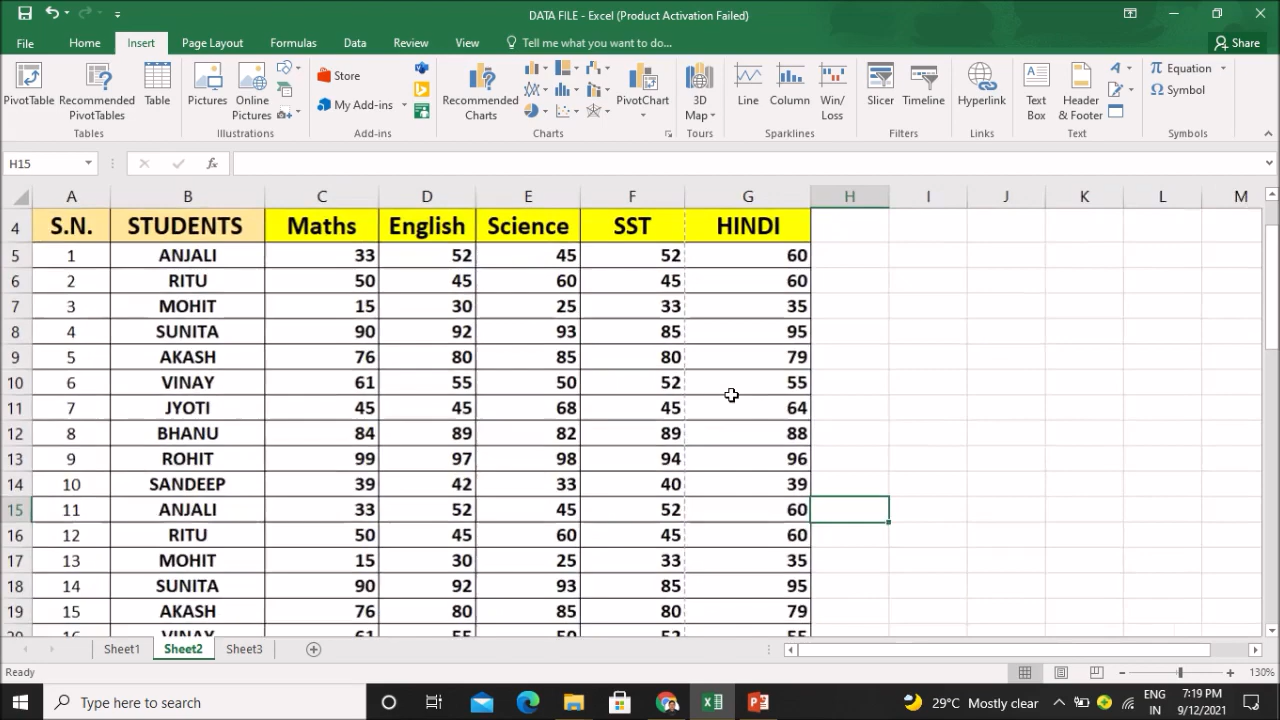 DATA FILE - Excel (Product Activation Failed)
File Home Insert Page Layout Formulas Data Review View Tell me what you want to do... Share
PivotTable Recommended PivotTables Table
Tables
Pictures Online Pictures
Illustrations
Store
My Add-ins
Add-ins
Recommended Charts PivotChart
Charts
3D Map
Tours
Line Column Win/ Loss
Sparklines
Slicer Timeline
Filters
Hyperlink
Links
Text Box Header & Footer
Text
Equation
Symbol
Symbols
H15 fx
A B C D E F G H I J K L M
4 S.N. STUDENTS Maths English Science SST HINDI
5 1 ANJALI 33 52 45 52 60
6 2 RITU 50 45 60 45 60
7 3 MOHIT 15 30 25 33 35
8 4 SUNITA 90 92 93 85 95
9 5 AKASH 76 80 85 80 79
10 6 VINAY 61 55 50 52 55
11 7 JYOTI 45 45 68 45 64
12 8 BHANU 84 89 82 89 88
13 9 ROHIT 99 97 98 94 96
14 10 SANDEEP 39 42 33 40 39
15 11 ANJALI 33 52 45 52 60
16 12 RITU 50 45 60 45 60
17 13 MOHIT 15 30 25 33 35
18 14 SUNITA 90 92 93 85 95
19 15 AKASH 76 80 85 80 79
20 16 VINAY 61 55 50 52 55
Sheet1 Sheet2 Sheet3
Ready 130%
Type here to search
29°C Mostly clear
ENG
IN
7:19 PM
9/12/2021